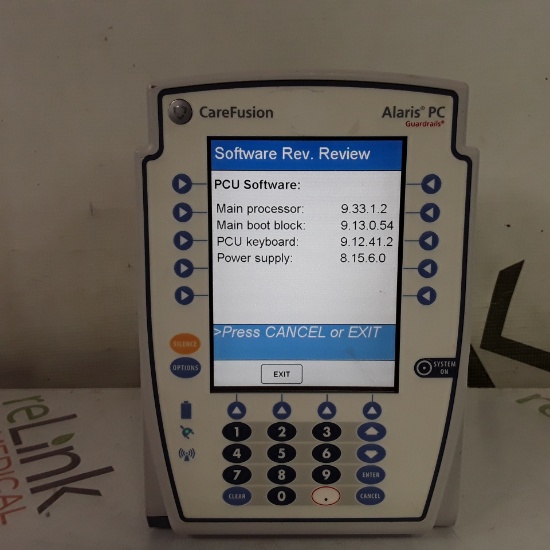 CareFusion
Alaris® PC
Guardrails®
Software Rev. Review
PCU Software:
Main processor: 9.33.1.2
Main boot block: 9.13.0.54
PCU keyboard: 9.12.41.2
Power supply: 8.15.6.0
>Press CANCEL or EXIT
EXIT
SILENCE
OPTIONS
SYSTEM ON
1 2 3
4 5 6
7 8 9 ENTER
CLEAR 0 . CANCEL
reLink
MEDICAL